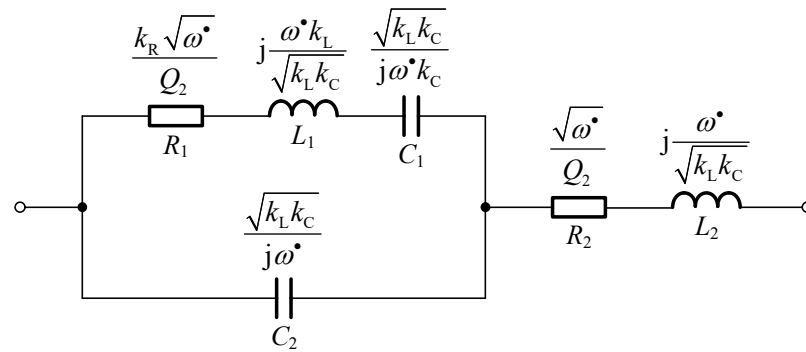 k_R √ω• / Q_2
j ω• k_L / √(k_L k_C)
√(k_L k_C) / jω• k_C
R_1
L_1
C_1
√ω• / Q_2
j ω• / √(k_L k_C)
R_2
L_2
√(k_L k_C) / jω•
C_2